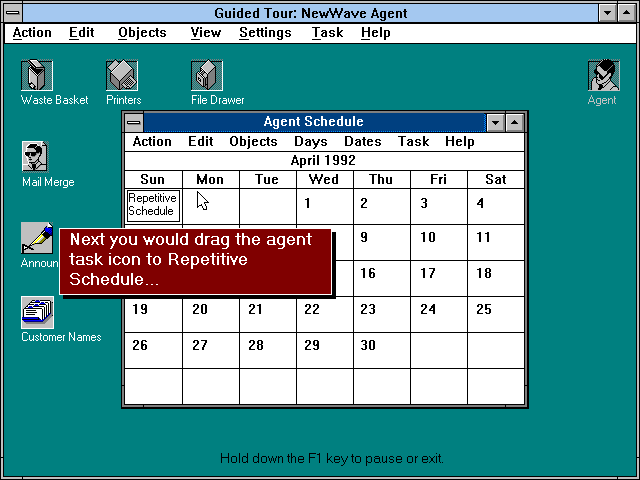 Guided Tour: NewWave Agent
Action Edit Objects View Settings Task Help
Waste Basket Printers File Drawer Agent
Agent Schedule
Action Edit Objects Days Dates Task Help
April 1992
Sun Mon Tue Wed Thu Fri Sat
Repetitive
Schedule
1 2 3 4
Mail Merge
Next you would drag the agent
task icon to Repetitive
Schedule...
9 10 11
Announ
16 17 18
19 20 21 22 23 24 25
Customer Names
26 27 28 29 30
Hold down the F1 key to pause or exit.